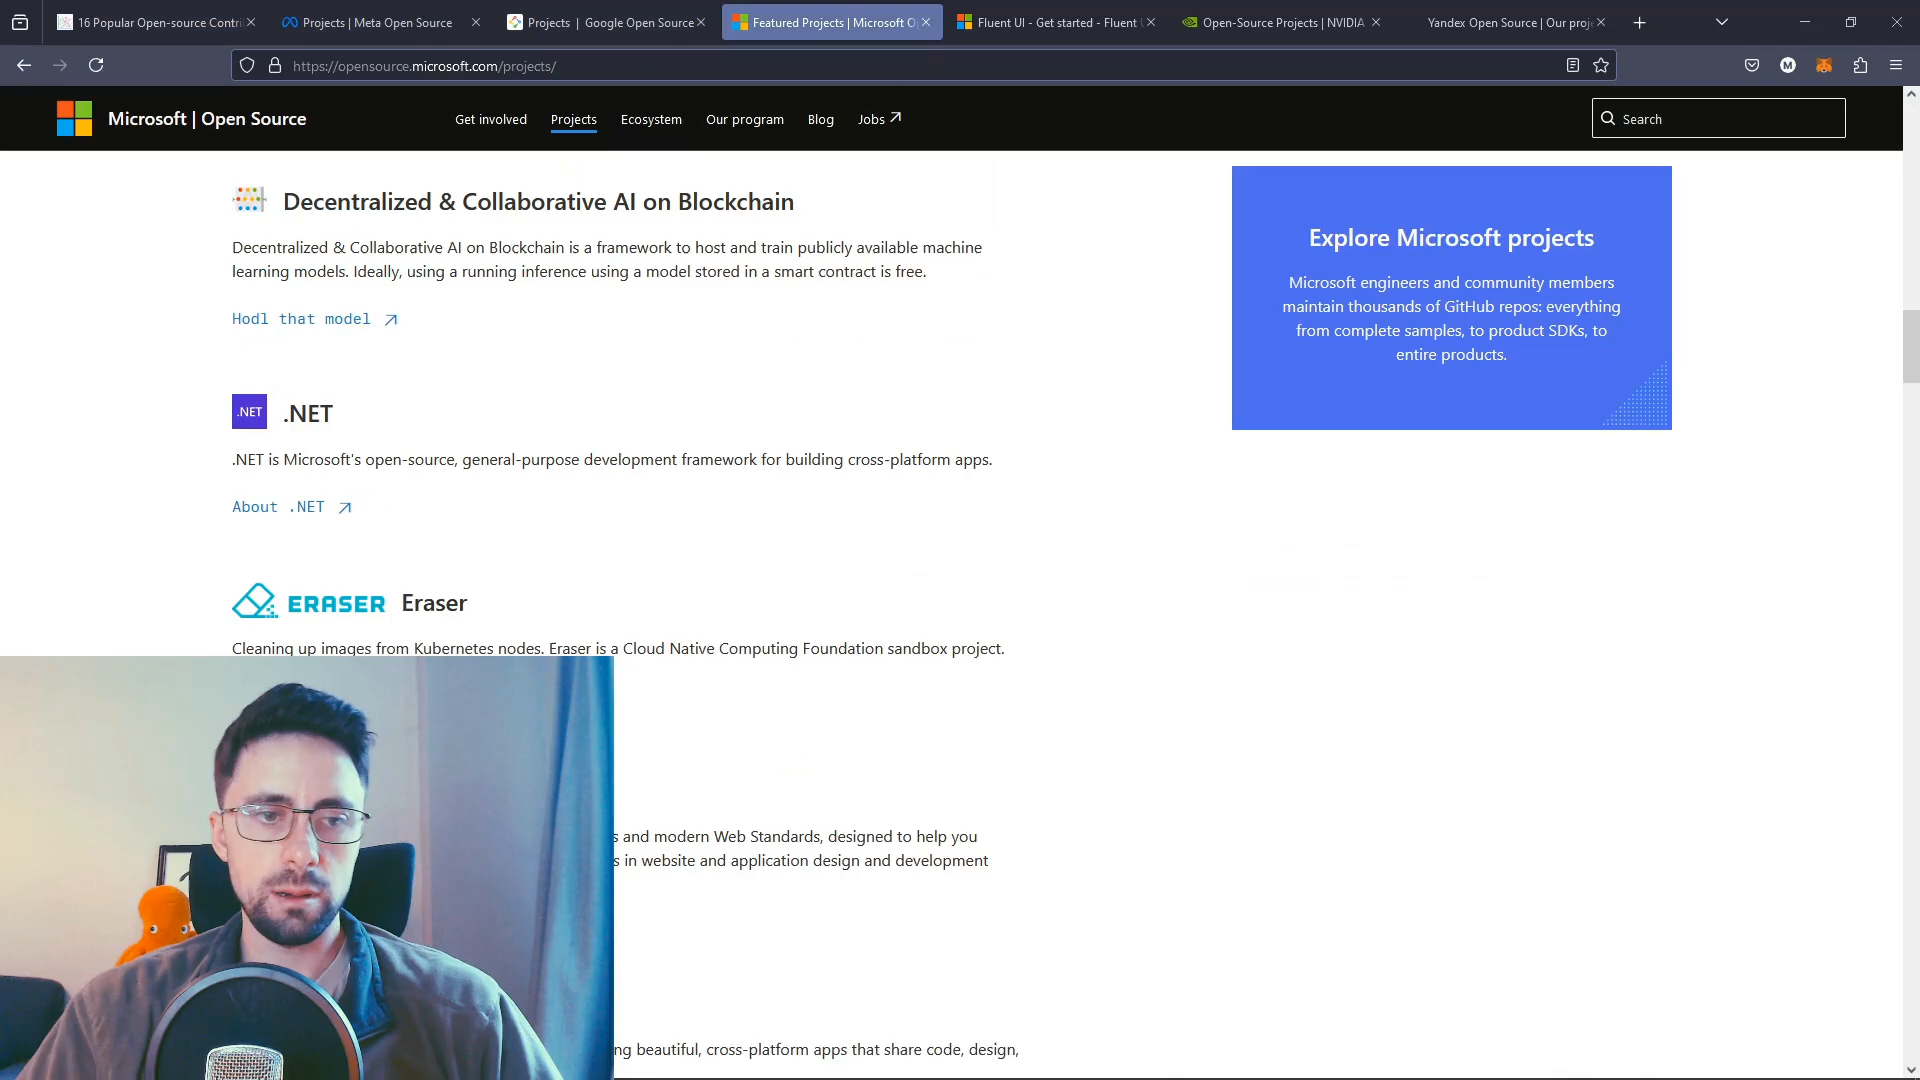 16 Popular Open-source Contri
Projects | Meta Open Source
Projects | Google Open Source
Featured Projects | Microsoft O
Fluent UI - Get started - Fluent
Open-Source Projects | NVIDIA
Yandex Open Source | Our proj
https://opensource.microsoft.com/projects/
M
Microsoft | Open Source
Get involved
Projects
Ecosystem
Our program
Blog
Jobs
Search
Decentralized & Collaborative AI on Blockchain
Decentralized & Collaborative AI on Blockchain is a framework to host and train publicly available machine
learning models. Ideally, using a running inference using a model stored in a smart contract is free.
Hodl that model
Explore Microsoft projects
Microsoft engineers and community members
maintain thousands of GitHub repos: everything
from complete samples, to product SDKs, to
entire products.
.NET .NET
.NET is Microsoft's open-source, general-purpose development framework for building cross-platform apps.
About .NET
ERASER Eraser
Cleaning up images from Kubernetes nodes. Eraser is a Cloud Native Computing Foundation sandbox project.
s and modern Web Standards, designed to help you
s in website and application design and development
ng beautiful, cross-platform apps that share code, design,